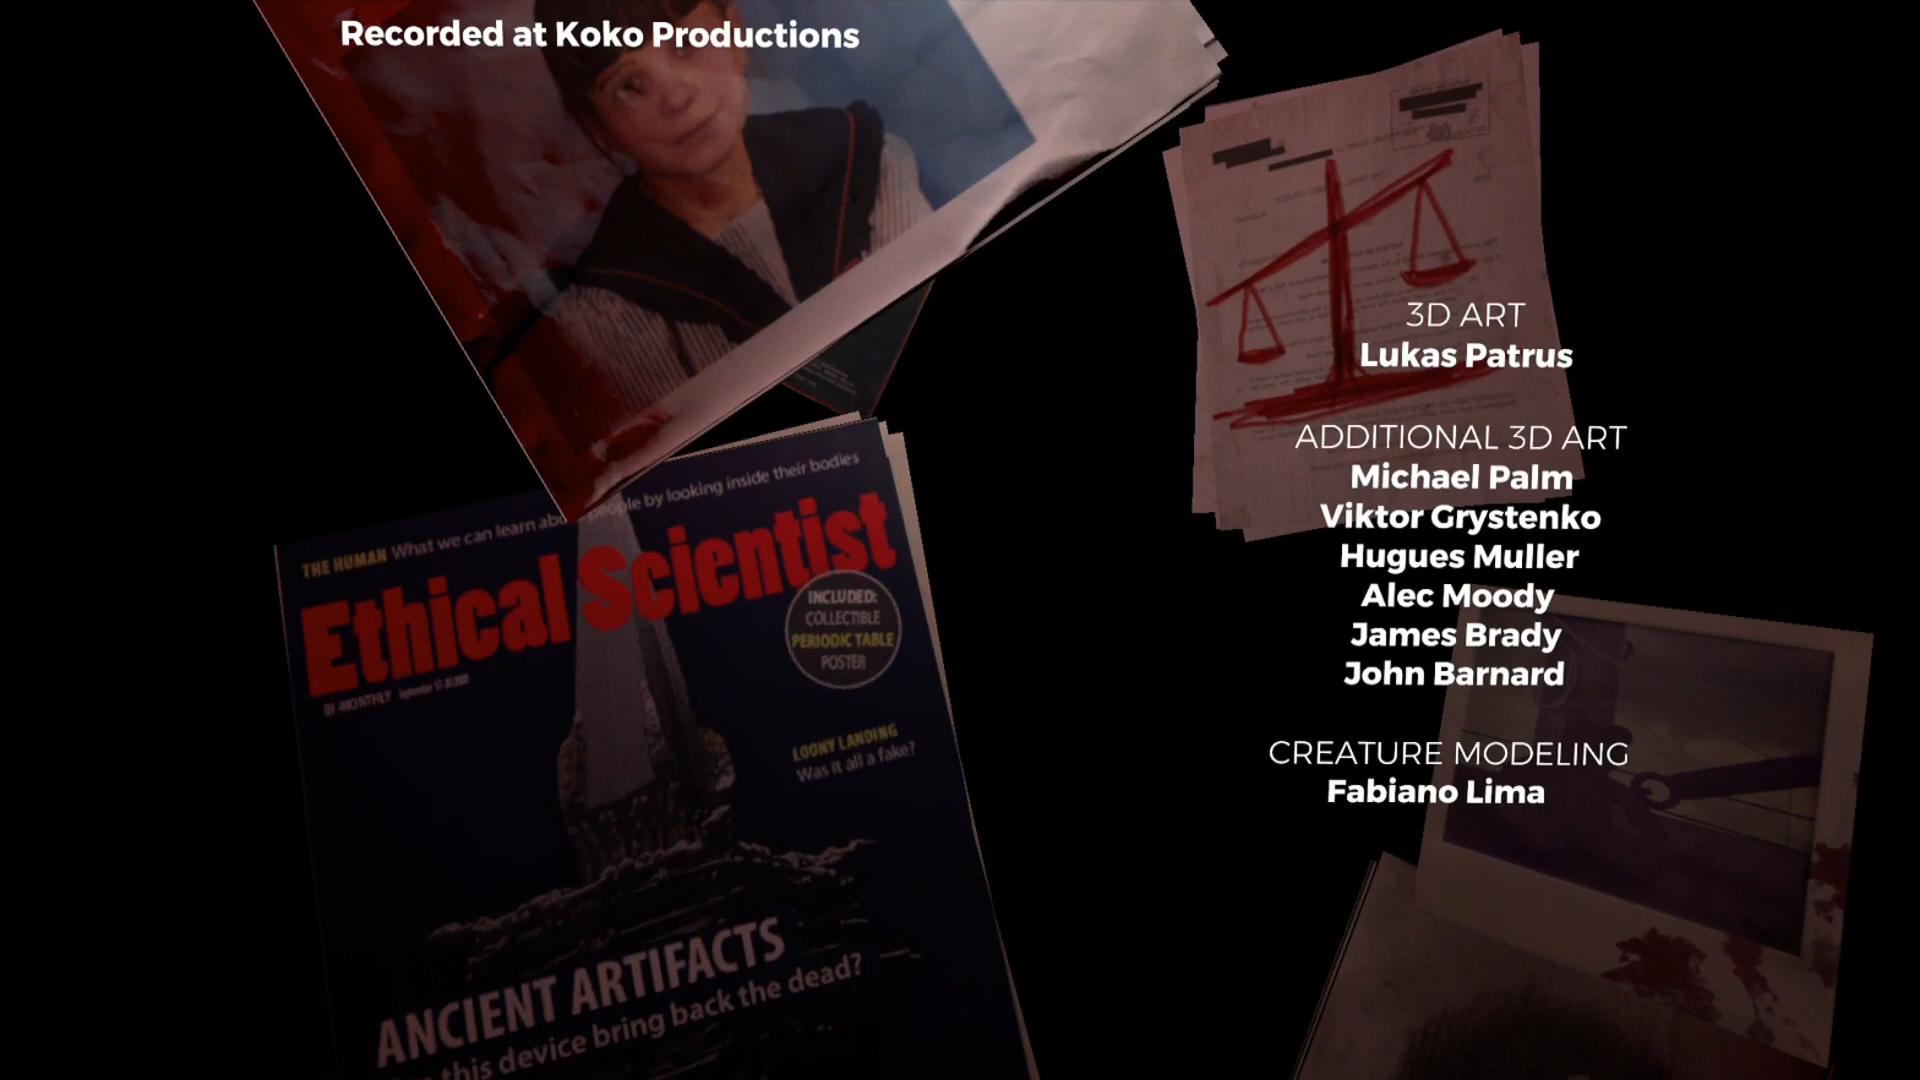 Recorded at Koko Productions
3D ART
Lukas Patrus
ADDITIONAL 3D ART
Michael Palm
Viktor Grystenko
Hugues Muller
Alec Moody
James Brady
John Barnard
CREATURE MODELING
Fabiano Lima
THE HUMAN What we can learn about people by looking inside their bodies
Ethical Scientist
BI-MONTHLY
INCLUDED:
COLLECTIBLE
PERIODIC TABLE
POSTER
LOONY LANDING
Was it all a fake?
ANCIENT ARTIFACTS
this device bring back the dead?